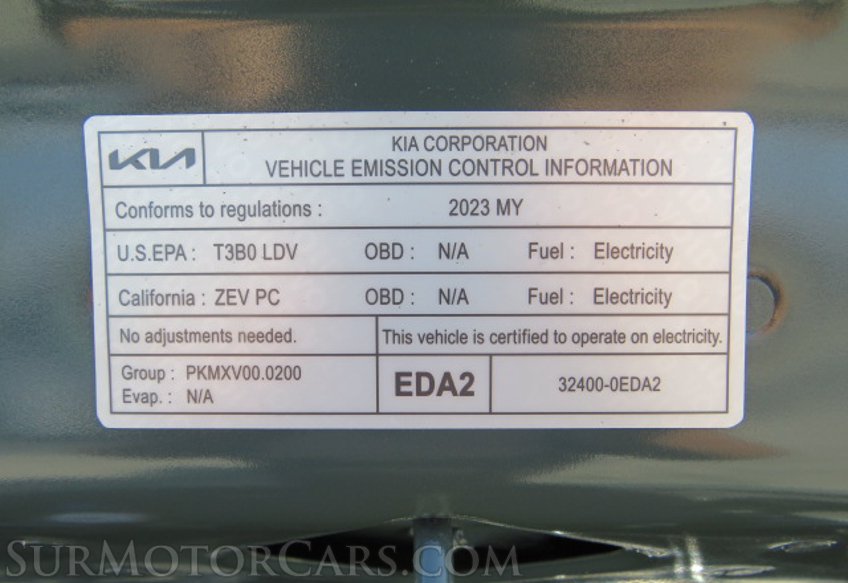 KIA
KIA CORPORATION
VEHICLE EMISSION CONTROL INFORMATION
Conforms to regulations : 2023 MY
U.S.EPA : T3B0 LDV OBD : N/A Fuel : Electricity
California : ZEV PC OBD : N/A Fuel : Electricity
No adjustments needed. This vehicle is certified to operate on electricity.
Group : PKMXV00.0200
Evap. : N/A
EDA2
32400-0EDA2
SurMotorCars.com